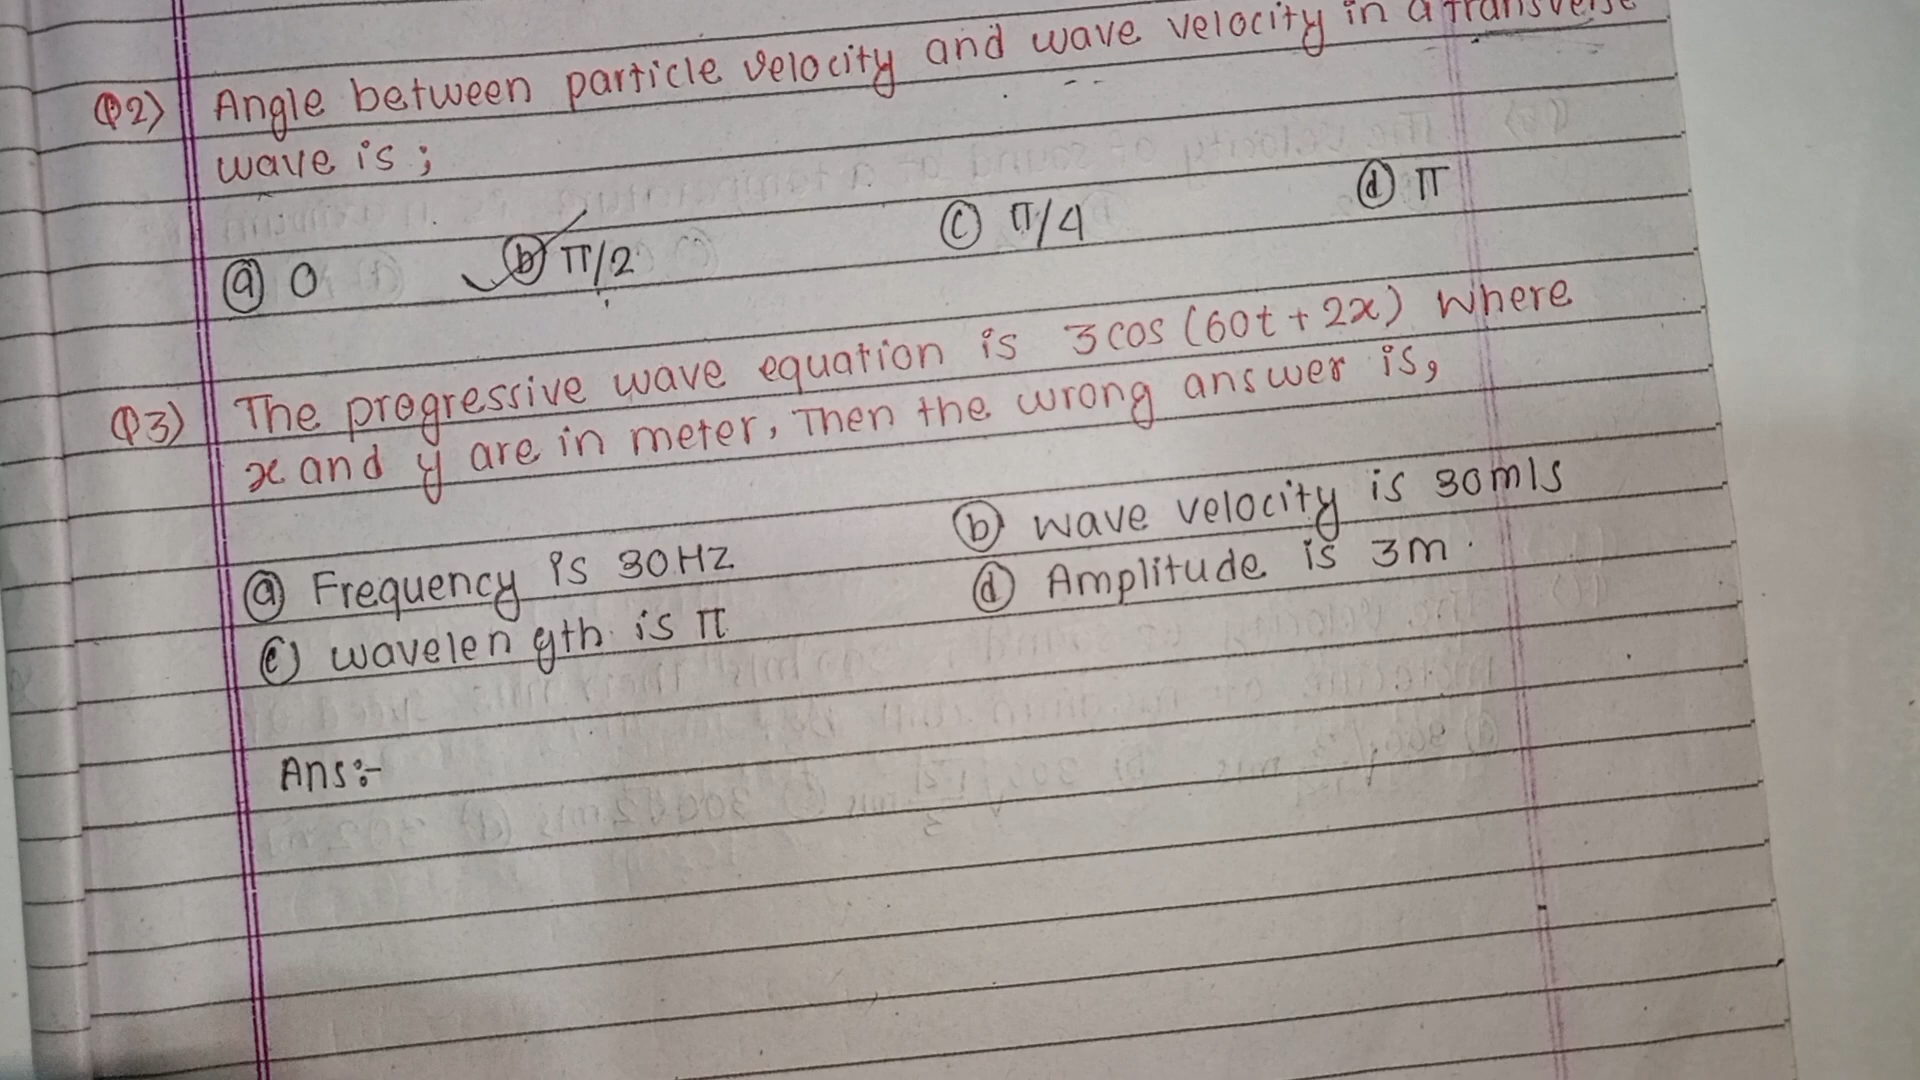 Q2) Angle between particle velocity and wave velocity in a transverse
wave is ;
(a) 0 (b) π/2 (c) π/4 (d) π
Q3) The progressive wave equation is 3 cos (60t + 2x) where
x and y are in meter, Then the wrong answer is,
(a) Frequency is 30HZ (b) wave velocity is 30m/s
(c) wavelength is π (d) Amplitude is 3m.
Ans:-